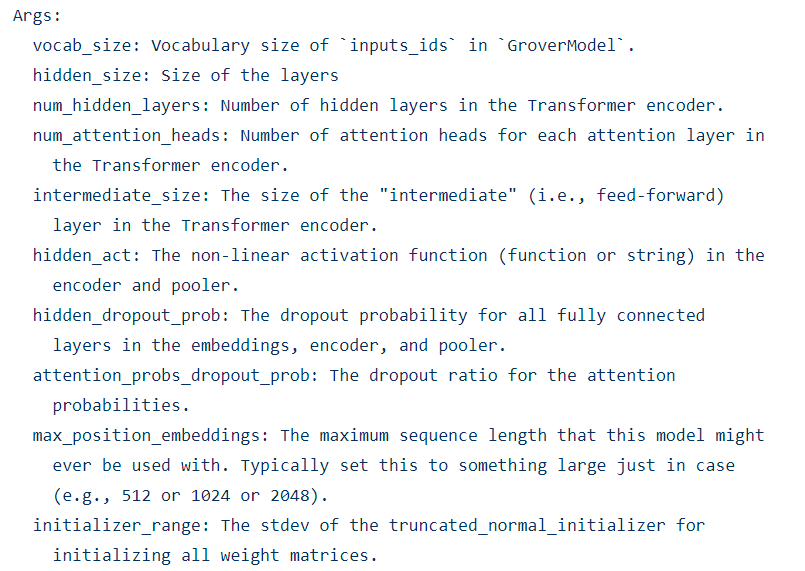 Args:
vocab_size: Vocabulary size of `inputs_ids` in `GroverModel`.
hidden_size: Size of the layers
num_hidden_layers: Number of hidden layers in the Transformer encoder.
num_attention_heads: Number of attention heads for each attention layer in
the Transformer encoder.
intermediate_size: The size of the "intermediate" (i.e., feed-forward)
layer in the Transformer encoder.
hidden_act: The non-linear activation function (function or string) in the
encoder and pooler.
hidden_dropout_prob: The dropout probability for all fully connected
layers in the embeddings, encoder, and pooler.
attention_probs_dropout_prob: The dropout ratio for the attention
probabilities.
max_position_embeddings: The maximum sequence length that this model might
ever be used with. Typically set this to something large just in case
(e.g., 512 or 1024 or 2048).
initializer_range: The stdev of the truncated_normal_initializer for
initializing all weight matrices.